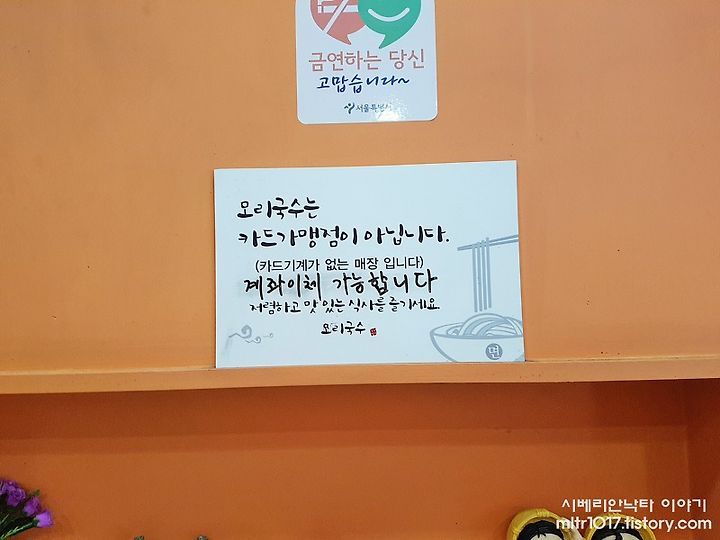 금연하는 당신
고맙습니다~
서울특별시
모리국수는
카드가맹점이 아닙니다.
(카드기계가 없는 매장 입니다)
계좌이체 가능합니다
저렴하고 맛있는 식사를 즐기세요
모리국수
시베리안낙타 이야기
mltr1017.tistory.com